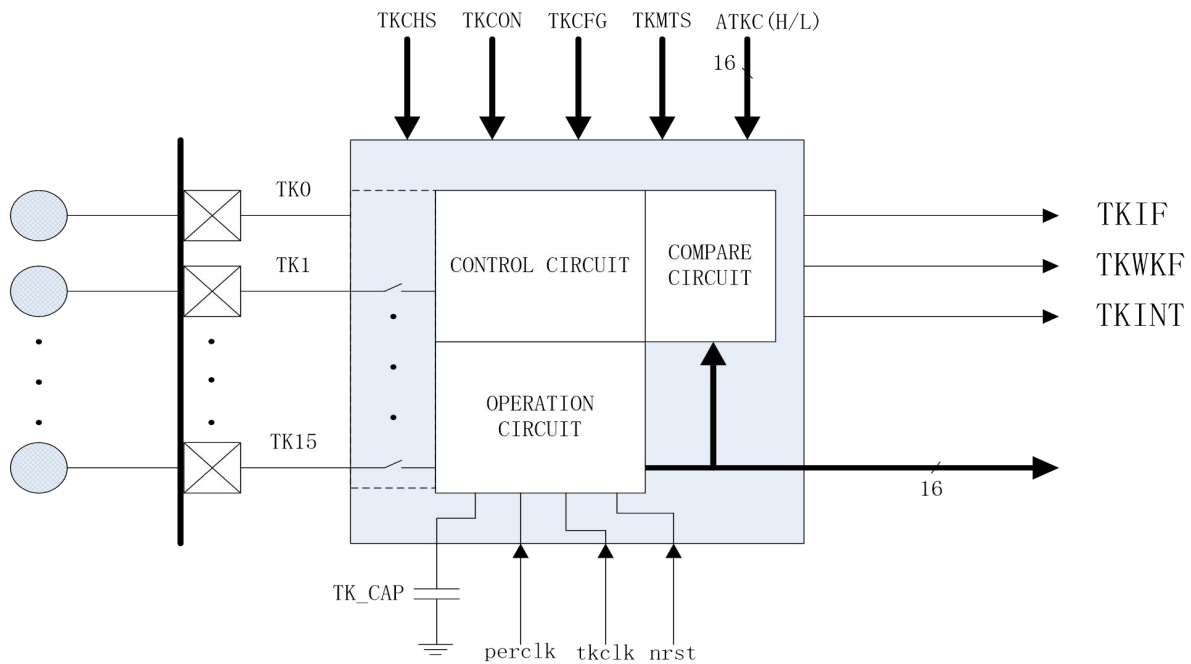 TKCHS TKCON TKCFG TKMTS ATKC(H/L)
16
TK0
TKIF
TK1
CONTROL CIRCUIT
COMPARE
CIRCUIT
TKWKF
TKINT
OPERATION
CIRCUIT
TK15
16
TK_CAP
perclk tkclk nrst